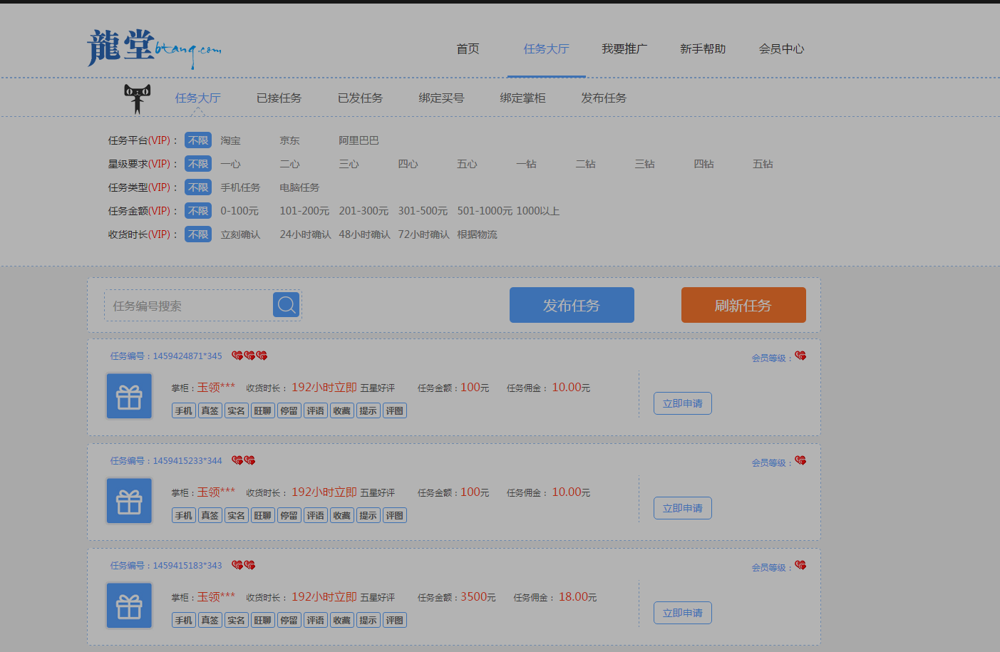 龍堂btang.com
首页 任务大厅 我要推广 新手帮助 会员中心
任务大厅 已接任务 已发任务 绑定买号 绑定掌柜 发布任务
任务平台(VIP)： 不限 淘宝 京东 阿里巴巴
星级要求(VIP)： 不限 一心 二心 三心 四心 五心 一钻 二钻 三钻 四钻 五钻
任务类型(VIP)： 不限 手机任务 电脑任务
任务金额(VIP)： 不限 0-100元 101-200元 201-300元 301-500元 501-1000元 1000以上
收货时长(VIP)： 不限 立刻确认 24小时确认 48小时确认 72小时确认 根据物流
任务编号搜索 发布任务 刷新任务
任务编号：1459424871*345 会员等级：
掌柜：玉领*** 收货时长： 192小时立即 五星好评 任务金额：100元 任务佣金： 10.00元
手机 真签 实名 旺聊 停留 评语 收藏 提示 评图
立即申请
任务编号：1459415233*344 会员等级：
掌柜：玉领*** 收货时长： 192小时立即 五星好评 任务金额：100元 任务佣金： 10.00元
手机 真签 实名 旺聊 停留 评语 收藏 提示 评图
立即申请
任务编号：1459415183*343 会员等级：
掌柜：玉领*** 收货时长： 192小时立即 五星好评 任务金额：3500元 任务佣金： 18.00元
手机 真签 实名 旺聊 停留 评语 收藏 提示 评图
立即申请